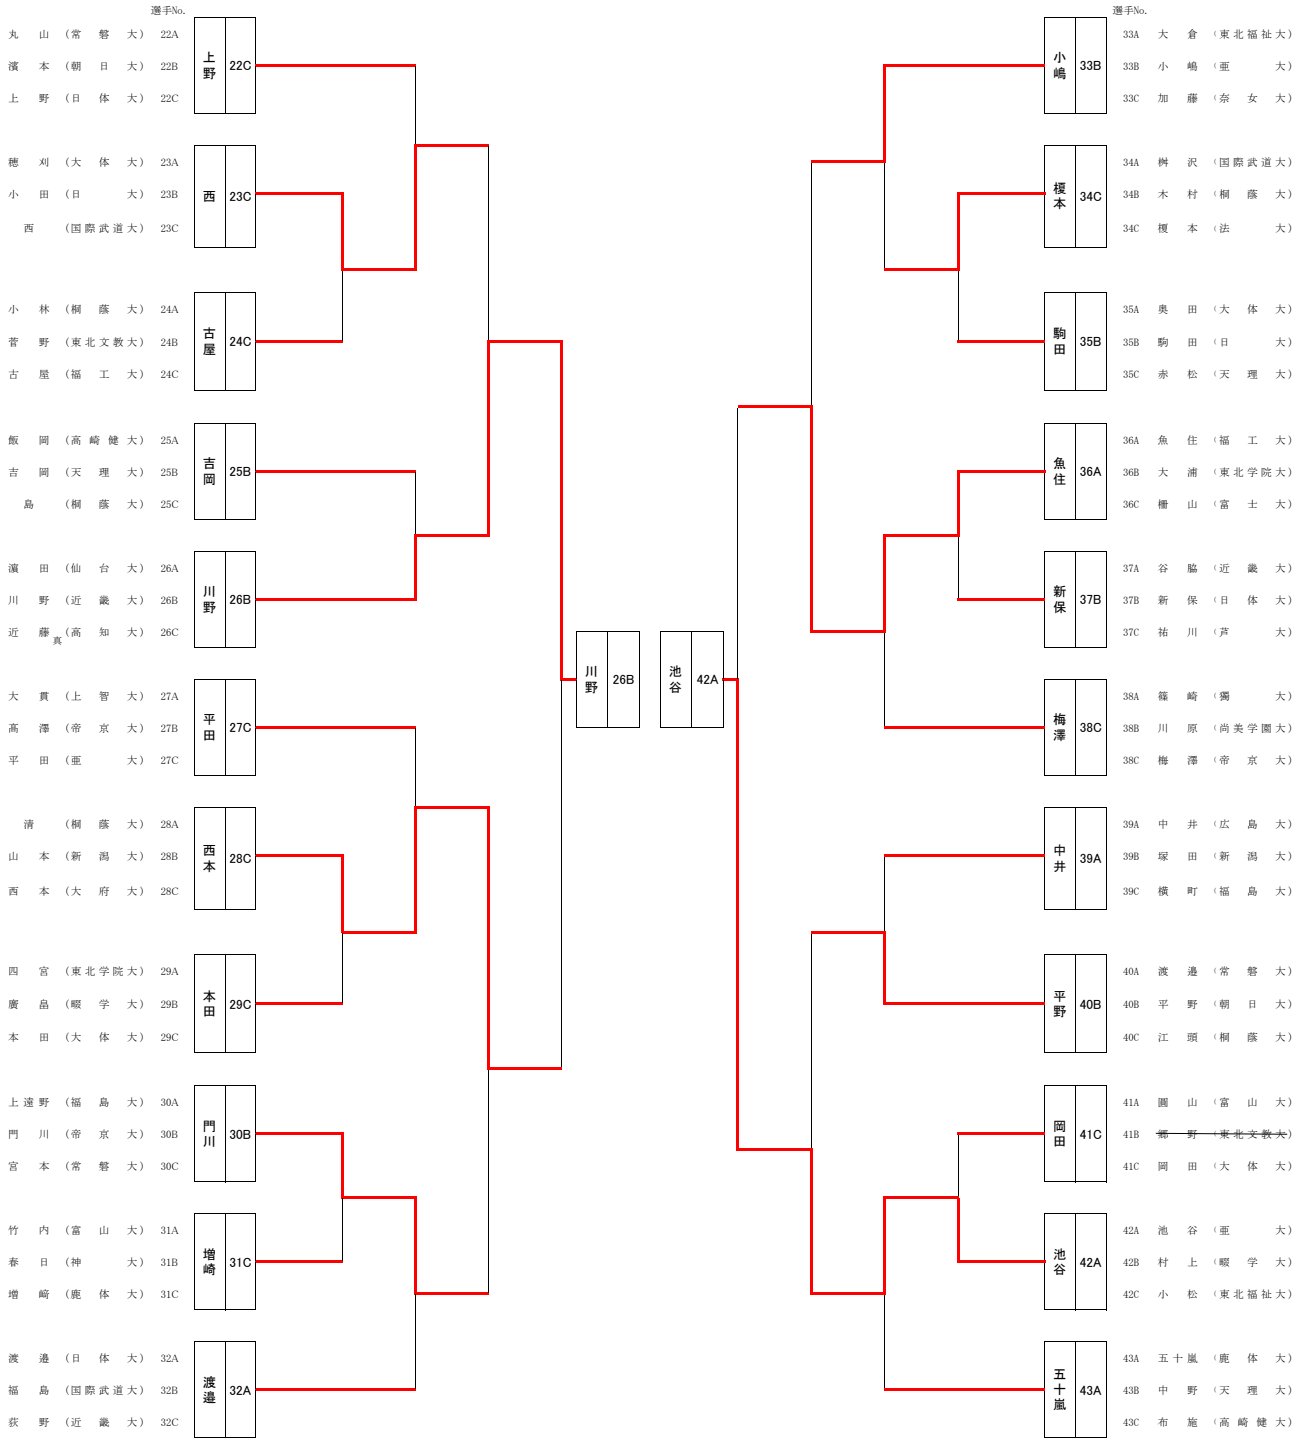 選手No.
丸 山 (常 磐 大) 22A
濱 本 (朝 日 大) 22B
上 野 (日 体 大) 22C
上野 22C
穂 刈 (大 体 大) 23A
小 田 (日 大) 23B
西 (国際武道大) 23C
西 23C
小 林 (桐 蔭 大) 24A
菅 野 (東北文教大) 24B
古 屋 (福 工 大) 24C
古屋 24C
飯 岡 (高 崎 健 大) 25A
吉 岡 (天 理 大) 25B
島 (桐 蔭 大) 25C
吉岡 25B
濵 田 (仙 台 大) 26A
川 野 (近 畿 大) 26B
近 藤真 (高 知 大) 26C
川野 26B
大 貫 (上 智 大) 27A
髙 澤 (帝 京 大) 27B
平 田 (亜 大) 27C
平田 27C
清 (桐 蔭 大) 28A
山 本 (新 潟 大) 28B
西 本 (大 府 大) 28C
西本 28C
四 宮 (東北学院大) 29A
廣 畠 (畷 学 大) 29B
本 田 (大 体 大) 29C
本田 29C
上遠野 (福 島 大) 30A
門 川 (帝 京 大) 30B
宮 本 (常 磐 大) 30C
門川 30B
竹 内 (富 山 大) 31A
春 日 (神 大) 31B
増 﨑 (鹿 体 大) 31C
増﨑 31C
渡 邉 (日 体 大) 32A
福 島 (国際武道大) 32B
荻 野 (近 畿 大) 32C
渡邉 32A
川野 26B
池谷 42A
選手No.
小嶋 33B
33A 大 倉 (東北福祉大)
33B 小 嶋 (亜 大)
33C 加 藤 (奈 女 大)
榎本 34C
34A 桝 沢 (国際武道大)
34B 木 村 (桐 蔭 大)
34C 榎 本 (法 大)
駒田 35B
35A 奥 田 (大 体 大)
35B 駒 田 (日 大)
35C 赤 松 (天 理 大)
魚住 36A
36A 魚 住 (福 工 大)
36B 大 浦 (東北学院大)
36C 柵 山 (富 士 大)
新保 37B
37A 谷 脇 (近 畿 大)
37B 新 保 (日 体 大)
37C 祐 川 (芦 大)
梅澤 38C
38A 篠 崎 (獨 大)
38B 川 原 (尚美学園大)
38C 梅 澤 (帝 京 大)
中井 39A
39A 中 井 (広 島 大)
39B 塚 田 (新 潟 大)
39C 横 町 (福 島 大)
平野 40B
40A 渡 邉 (常 磐 大)
40B 平 野 (朝 日 大)
40C 江 頭 (桐 蔭 大)
岡田 41C
41A 圓 山 (富 山 大)
41B 郷 野 (東北文教大)
41C 岡 田 (大 体 大)
池谷 42A
42A 池 谷 (亜 大)
42B 村 上 (畷 学 大)
42C 小 松 (東北福祉大)
五十嵐 43A
43A 五十嵐 (鹿 体 大)
43B 中 野 (天 理 大)
43C 布 施 (高 崎 健 大)